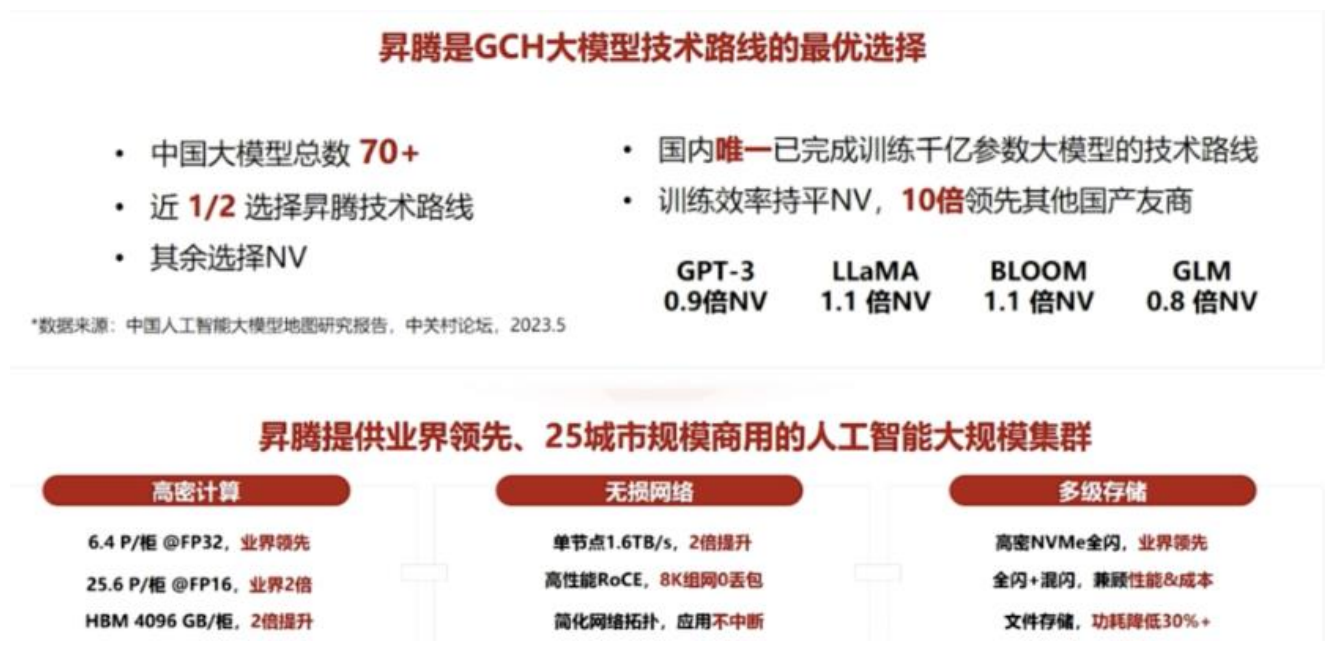 昇腾是GCH大模型技术路线的最优选择
• 中国大模型总数 70+
• 近 1/2 选择昇腾技术路线
• 其余选择NV
*数据来源：中国人工智能大模型地图研究报告，中关村论坛，2023.5
• 国内唯一已完成训练千亿参数大模型的技术路线
• 训练效率持平NV，10倍领先其他国产友商
GPT-3 LLaMA BLOOM GLM
0.9倍NV 1.1 倍NV 1.1 倍NV 0.8 倍NV
昇腾提供业界领先、25城市规模商用的人工智能大规模集群
高密计算
6.4 P/柜 @FP32，业界领先
25.6 P/柜 @FP16，业界2倍
HBM 4096 GB/柜，2倍提升
无损网络
单节点1.6TB/s，2倍提升
高性能RoCE，8K组网0丢包
简化网络拓扑，应用不中断
多级存储
高密NVMe全闪，业界领先
全闪+混闪，兼顾性能&成本
文件存储，功耗降低30%+